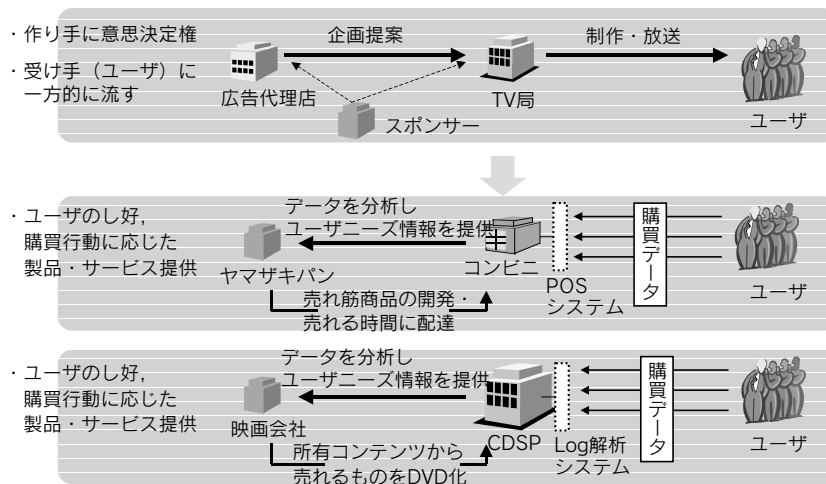 ・作り手に意思決定権
・受け手（ユーザ）に
一方的に流す
企画提案
制作・放送
広告代理店
TV局
スポンサー
ユーザ
・ユーザのし好,
購買行動に応じた
製品・サービス提供
データを分析し
ユーザニーズ情報を提供
ヤマザキパン
コンビニ
売れ筋商品の開発・
売れる時間に配達
POS
システム
購買データ
ユーザ
・ユーザのし好,
購買行動に応じた
製品・サービス提供
データを分析し
ユーザニーズ情報を提供
映画会社
CDSP
所有コンテンツから
売れるものをDVD化
Log解析
システム
購買データ
ユーザ